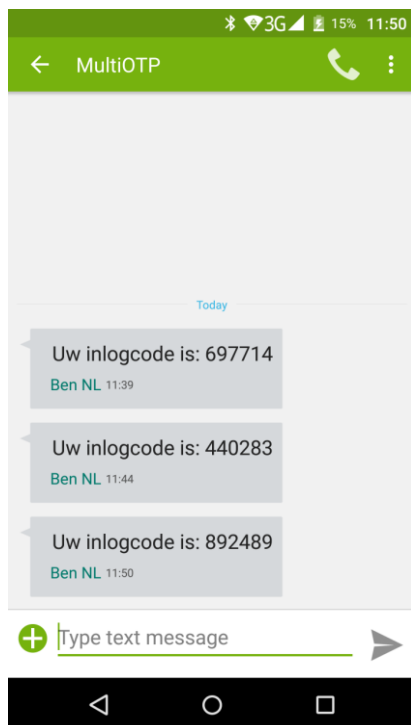 3G 15% 11:50
MultiOTP
Today
Uw inlogcode is: 697714
Ben NL 11:39
Uw inlogcode is: 440283
Ben NL 11:44
Uw inlogcode is: 892489
Ben NL 11:50
Type text message